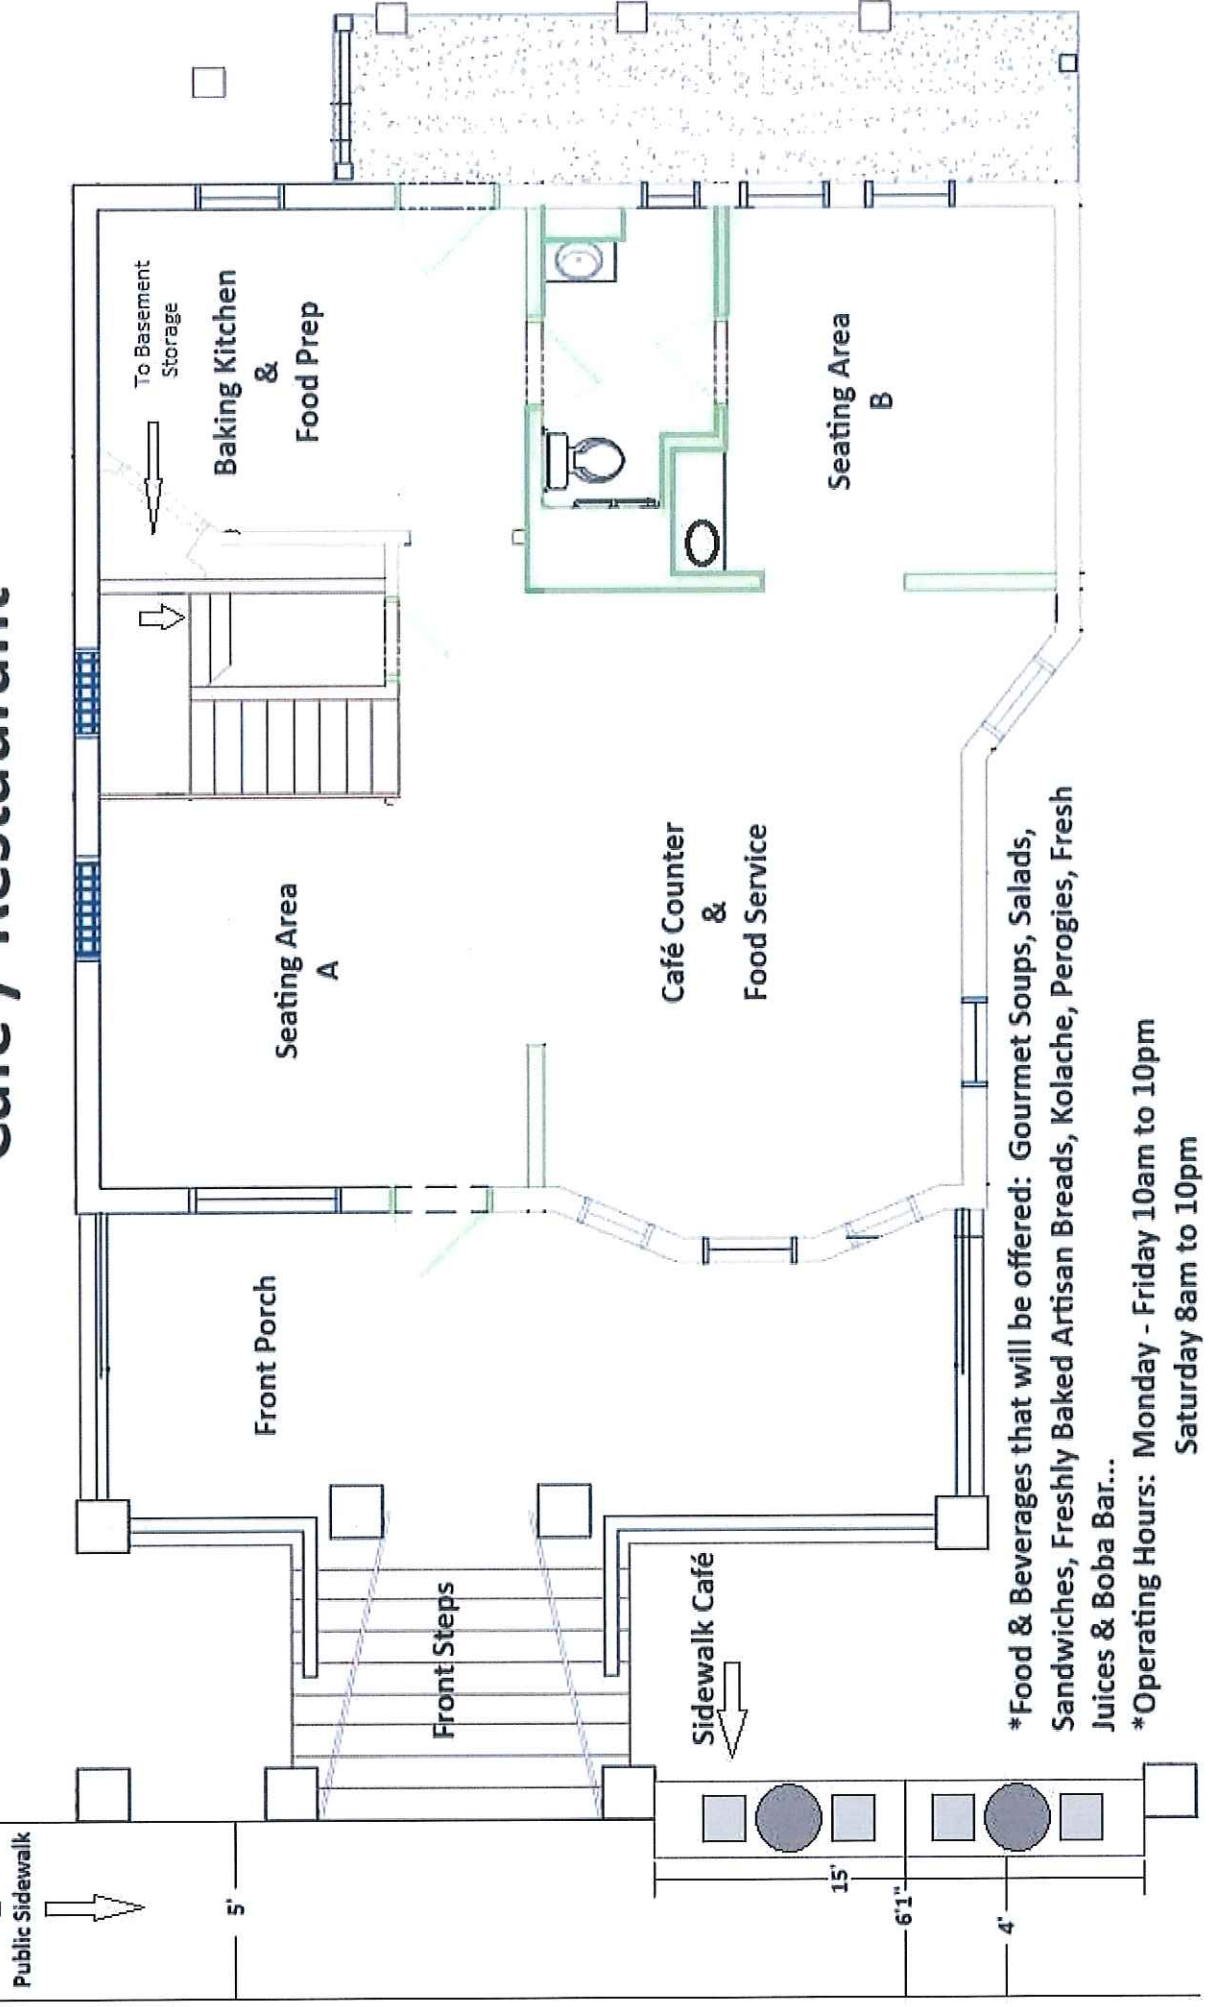 Café / Restaurant
To Basement
Storage
Baking Kitchen
&
Food Prep
Seating Area
A
Seating Area
B
Café Counter
&
Food Service
Front Porch
Front Steps
Sidewalk Café
Public Sidewalk
5'
15'
6'1"
4'
*Food & Beverages that will be offered: Gourmet Soups, Salads,
Sandwiches, Freshly Baked Artisan Breads, Kolache, Perogies, Fresh
Juices & Boba Bar...
*Operating Hours: Monday - Friday 10am to 10pm
Saturday 8am to 10pm